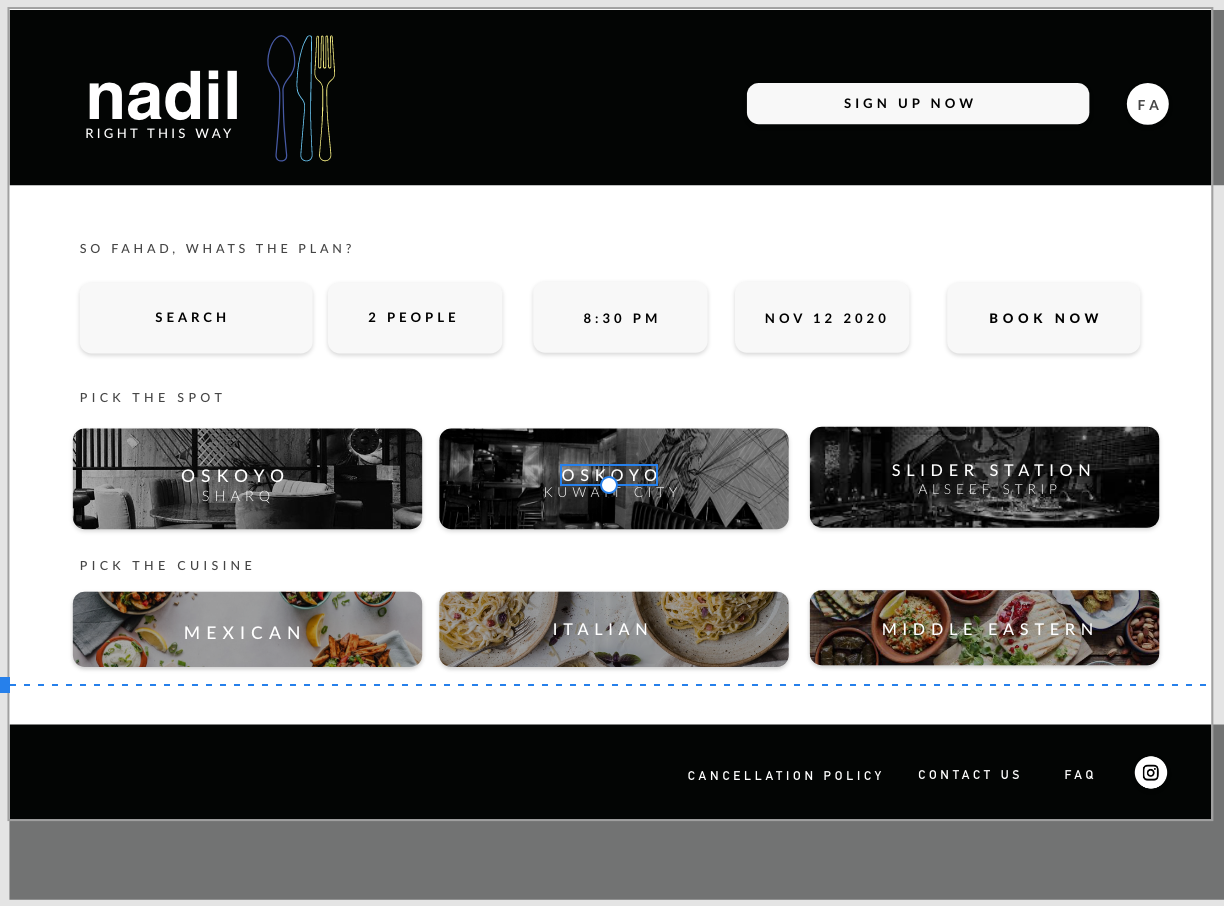 nadil
RIGHT THIS WAY
SIGN UP NOW
FA
SO FAHAD, WHATS THE PLAN?
SEARCH
2 PEOPLE
8:30 PM
NOV 12 2020
BOOK NOW
PICK THE SPOT
OSKOYO
SHARQ
OSKOYO
KUWAIT CITY
SLIDER STATION
ALSEEF STRIP
PICK THE CUISINE
MEXICAN
ITALIAN
MIDDLE EASTERN
CANCELLATION POLICY
CONTACT US
FAQ